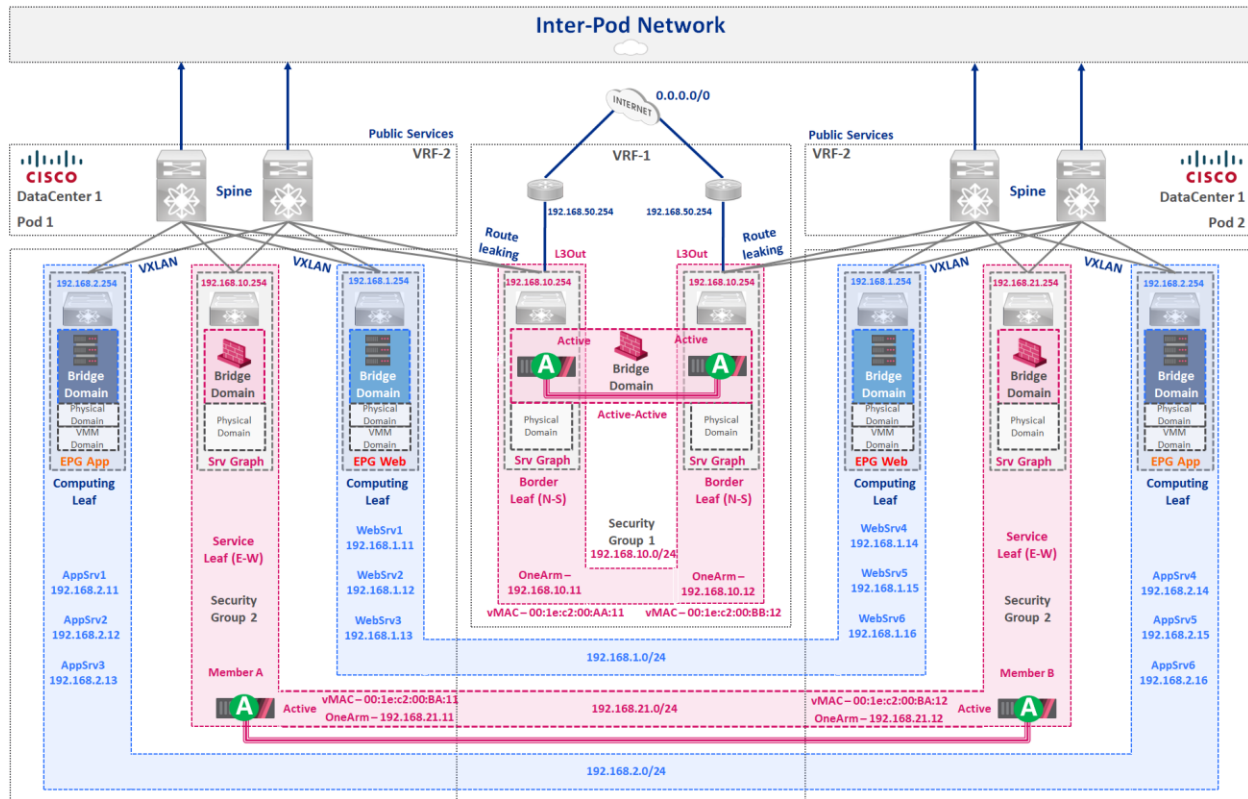 Inter-Pod Network
INTERNET
0.0.0.0/0
Public Services
VRF-2
CISCO
DataCenter 1
Pod 1
Spine
VRF-1
192.168.50.254
192.168.50.254
Route
leaking
Route
leaking
L3Out
L3Out
Public Services
VRF-2
Spine
CISCO
DataCenter 1
Pod 2
VXLAN
VXLAN
VXLAN
VXLAN
192.168.2.254
Bridge
Domain
Physical
Domain
VMM
Domain
EPG App
Computing
Leaf
AppSrv1
192.168.2.11
AppSrv2
192.168.2.12
AppSrv3
192.168.2.13
192.168.10.254
Bridge
Domain
Physical
Domain
Srv Graph
Service
Leaf (E-W)
Security
Group 2
Member A
A
Active
192.168.1.254
Bridge
Domain
Physical
Domain
VMM
Domain
EPG Web
Computing
Leaf
WebSrv1
192.168.1.11
WebSrv2
192.168.1.12
WebSrv3
192.168.1.13
192.168.10.254
192.168.10.254
Active
Active
A
A
Bridge
Domain
Active-Active
Physical
Domain
Physical
Domain
Srv Graph
Srv Graph
Border
Leaf (N-S)
Border
Leaf (N-S)
Security
Group 1
192.168.10.0/24
OneArm –
192.168.10.11
OneArm –
192.168.10.12
vMAC – 00:1e:c2:00:AA:11
vMAC – 00:1e:c2:00:BB:12
192.168.1.254
Bridge
Domain
Physical
Domain
VMM
Domain
EPG Web
Computing
Leaf
WebSrv4
192.168.1.14
WebSrv5
192.168.1.15
WebSrv6
192.168.1.16
192.168.21.254
Bridge
Domain
Physical
Domain
Srv Graph
Service
Leaf (E-W)
Security
Group 2
Member B
Active
A
192.168.2.254
Bridge
Domain
Physical
Domain
VMM
Domain
EPG App
Computing
Leaf
AppSrv4
192.168.2.14
AppSrv5
192.168.2.15
AppSrv6
192.168.2.16
192.168.1.0/24
vMAC – 00:1e:c2:00:BA:11
OneArm – 192.168.21.11
192.168.21.0/24
vMAC – 00:1e:c2:00:BA:12
OneArm – 192.168.21.12
192.168.2.0/24